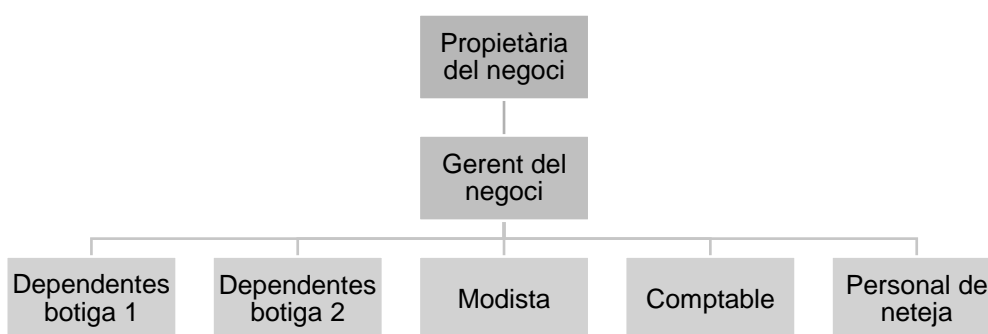 Propietària
del negoci
Gerent del
negoci
Dependentes
botiga 1
Dependentes
botiga 2
Modista
Comptable
Personal de
neteja